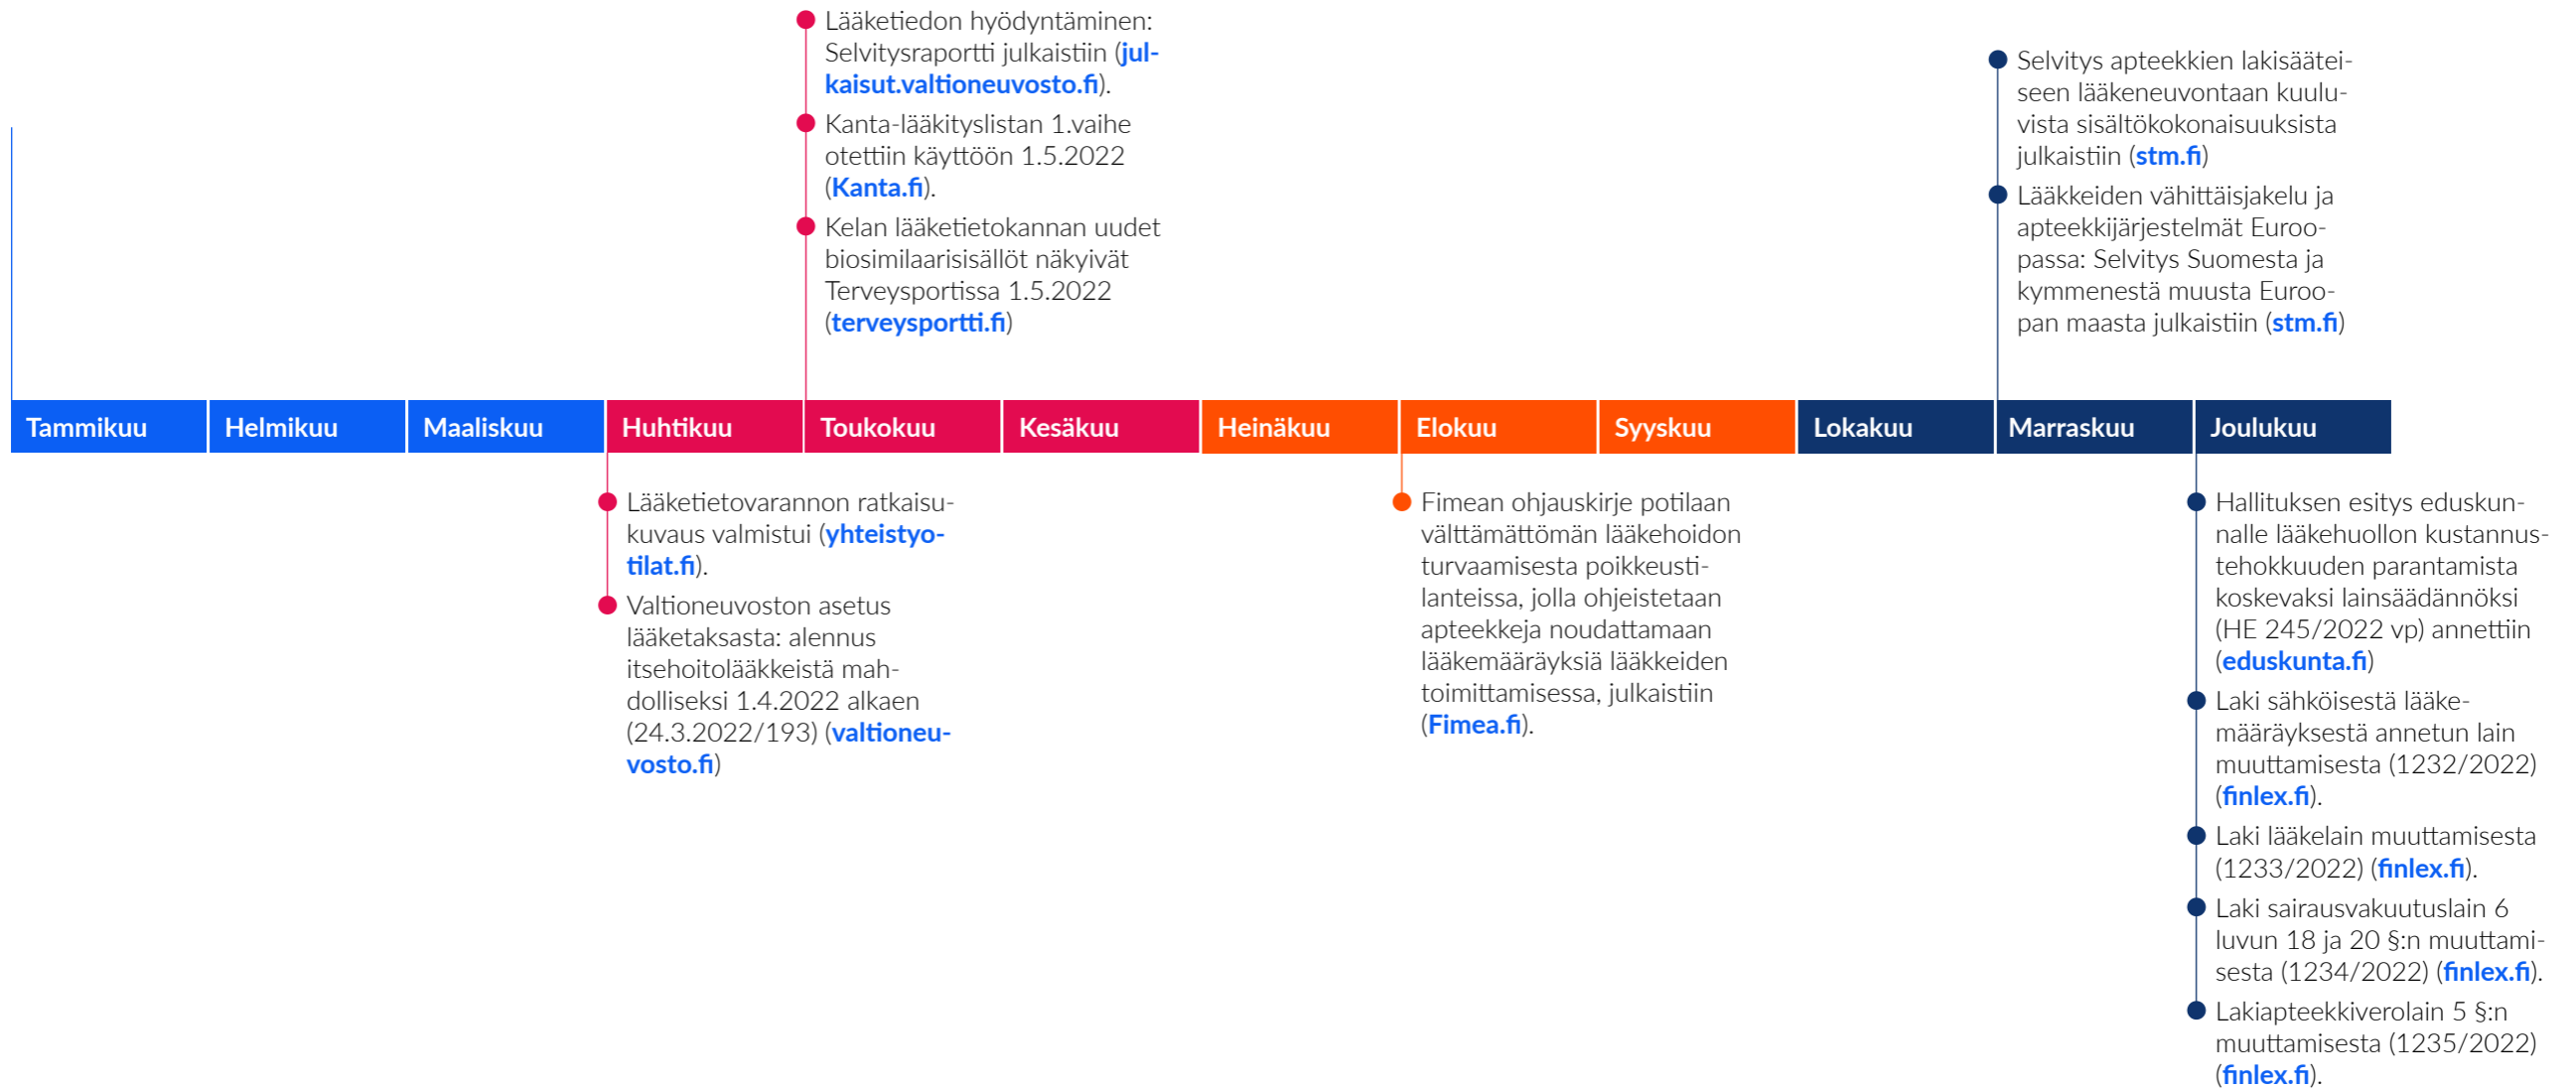 Lääketiedon hyödyntäminen:
Selvitysraportti julkaistiin (jul-
kaisut.valtioneuvosto.fi).
Kanta-lääkityslistan 1.vaihe
otettiin käyttöön 1.5.2022
(Kanta.fi).
Kelan lääketietokannan uudet
biosimilaarisisällöt näkyivät
Terveysportissa 1.5.2022
(terveysportti.fi)
Selvitys apteekkien lakisäätei-
seen lääkeneuvontaan kuulu-
vista sisältökokonaisuuksista
julkaistiin (stm.fi)
Lääkkeiden vähittäisjakelu ja
apteekkijärjestelmät Euroo-
passa: Selvitys Suomesta ja
kymmenestä muusta Euroo-
pan maasta julkaistiin (stm.fi)
Tammikuu
Helmikuu
Maaliskuu
Huhtikuu
Toukokuu
Kesäkuu
Heinäkuu
Elokuu
Syyskuu
Lokakuu
Marraskuu
Joulukuu
Lääketietovarannon ratkaisu-
kuvaus valmistui (yhteistyo-
tilat.fi).
Valtioneuvoston asetus
lääketaksasta: alennus
itsehoitolääkkeistä mah-
dolliseksi 1.4.2022 alkaen
(24.3.2022/193) (valtioneu-
vosto.fi)
Fimean ohjauskirje potilaan
välttämättömän lääkehoidon
turvaamisesta poikkeusti-
lanteissa, jolla ohjeistetaan
apteekkeja noudattamaan
lääkemääräyksiä lääkkeiden
toimittamisessa, julkaistiin
(Fimea.fi).
Hallituksen esitys eduskun-
nalle lääkehuollon kustannus-
tehokkuuden parantamista
koskevaksi lainsäädännöksi
(HE 245/2022 vp) annettiin
(eduskunta.fi)
Laki sähköisestä lääke-
määräyksestä annetun lain
muuttamisesta (1232/2022)
(finlex.fi).
Laki lääkelain muuttamisesta
(1233/2022) (finlex.fi).
Laki sairausvakuutuslain 6
luvun 18 ja 20 §:n muuttami-
sesta (1234/2022) (finlex.fi).
Lakiapteekkiverolain 5 §:n
muuttamisesta (1235/2022)
(finlex.fi).